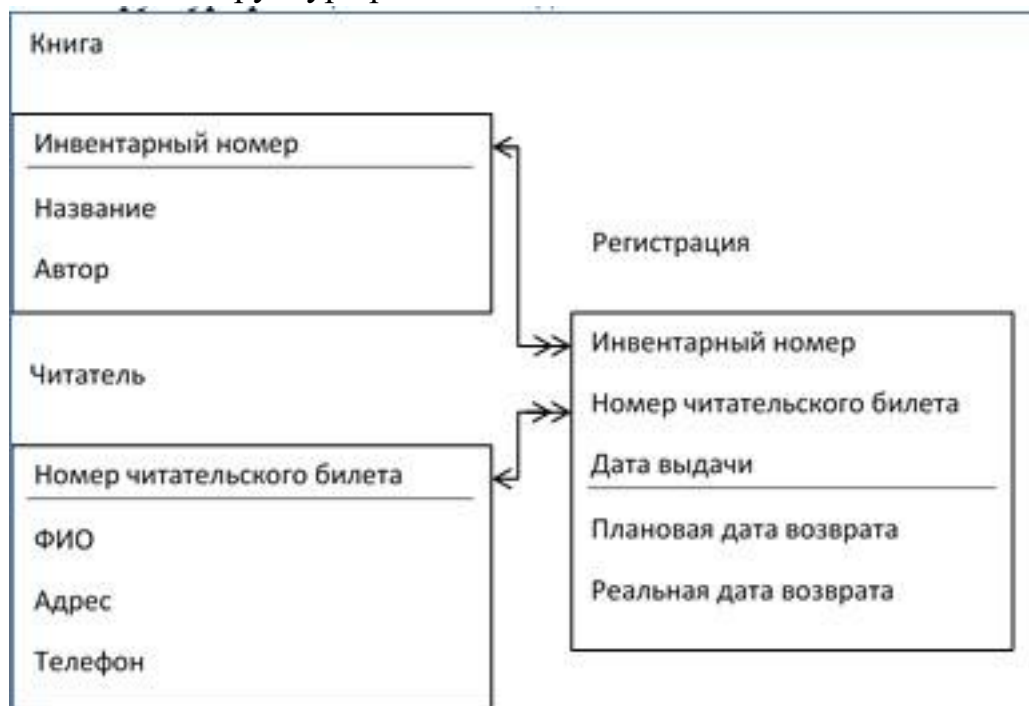 Книга
Инвентарный номер
Название
Автор
Читатель
Номер читательского билета
ФИО
Адрес
Телефон
Регистрация
Инвентарный номер
Номер читательского билета
Дата выдачи
Плановая дата возврата
Реальная дата возврата